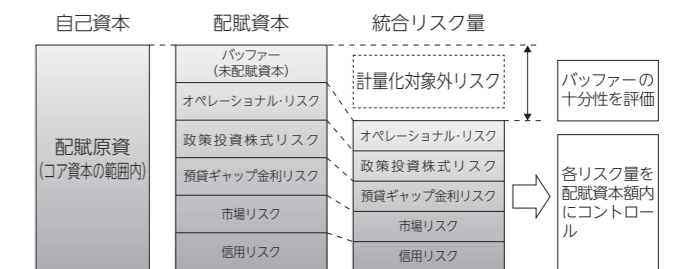 自己資本
配賦資本
統合リスク量
配賦原資
(コア資本の範囲内)
バッファー
(未配賦資本)
オペレーショナル・リスク
政策投資株式リスク
預貸ギャップ金利リスク
市場リスク
信用リスク
計量化対象外リスク
オペレーショナル・リスク
政策投資株式リスク
預貸ギャップ金利リスク
市場リスク
信用リスク
バッファーの
十分性を評価
各リスク量を
配賦資本額内
にコントロー
ル